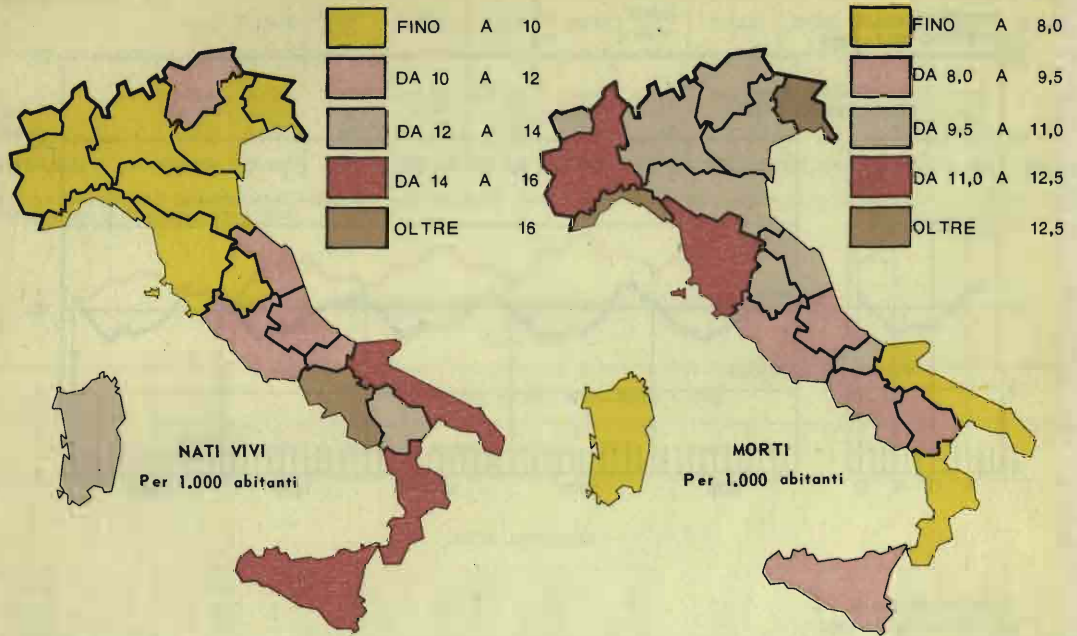 FINO A 10
DA 10 A 12
DA 12 A 14
DA 14 A 16
OLTRE 16
NATI VIVI
Per 1.000 abitanti
FINO A 8,0
DA 8,0 A 9,5
DA 9,5 A 11,0
DA 11,0 A 12,5
OLTRE 12,5
MORTI
Per 1.000 abitanti